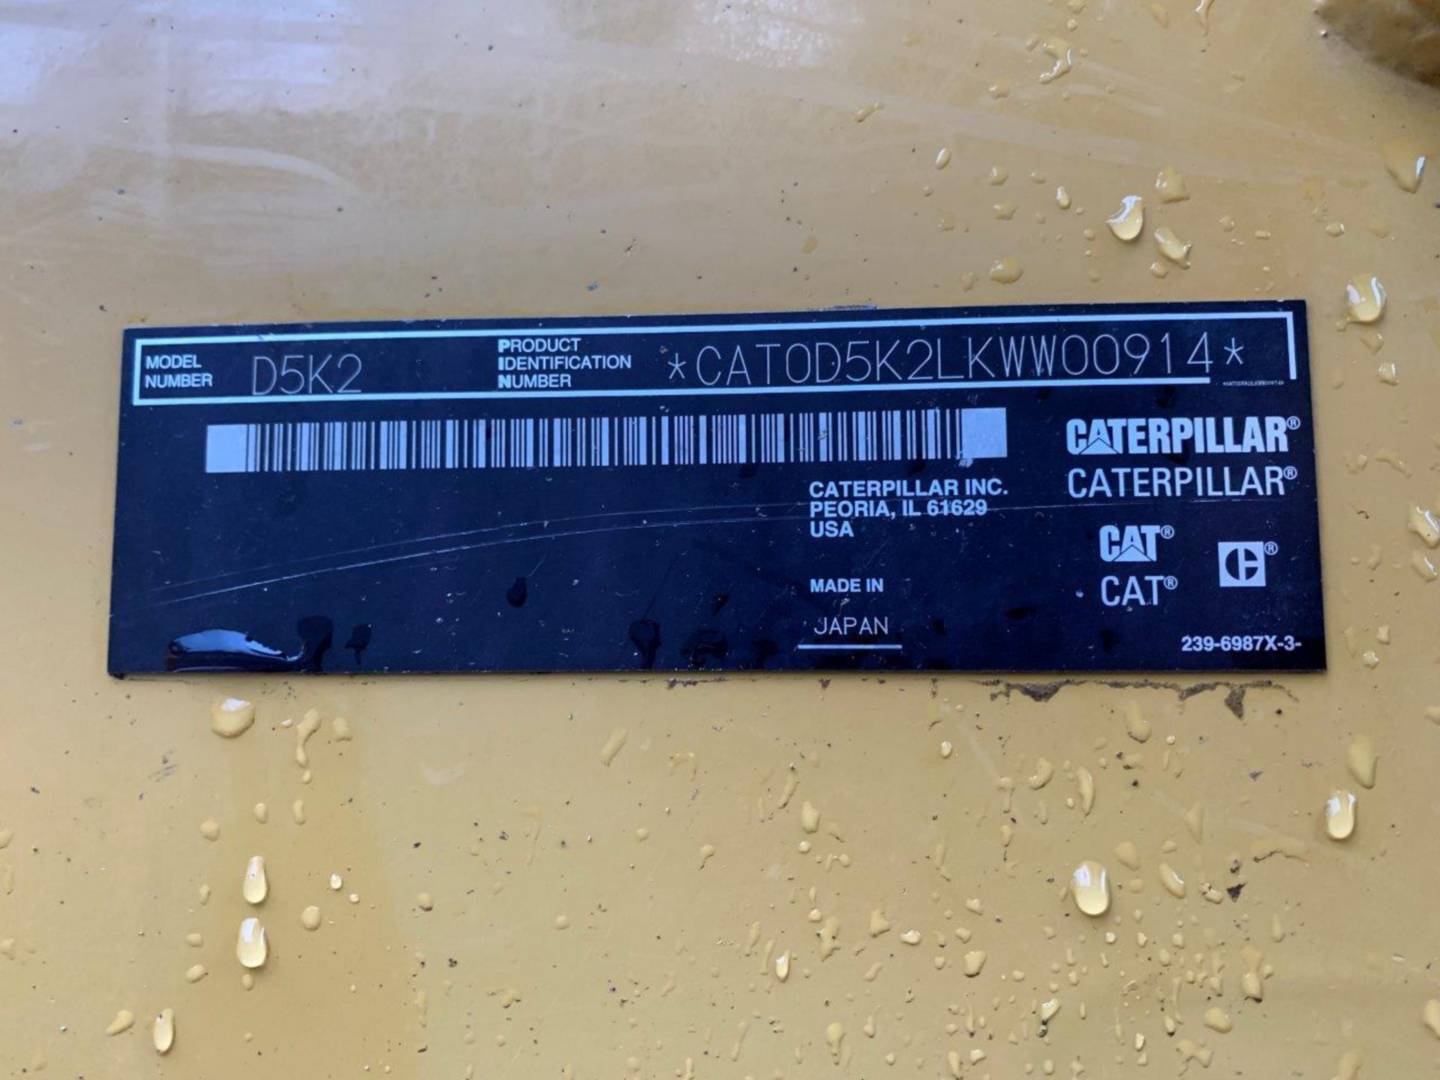 MODEL NUMBER D5K2
PRODUCT IDENTIFICATION NUMBER *CAT0D5K2LKWW00914*
CATERPILLAR®
CATERPILLAR®
CATERPILLAR INC.
PEORIA, IL 61629
USA
CAT®
CAT®
C®
MADE IN
JAPAN
239-6987X-3-